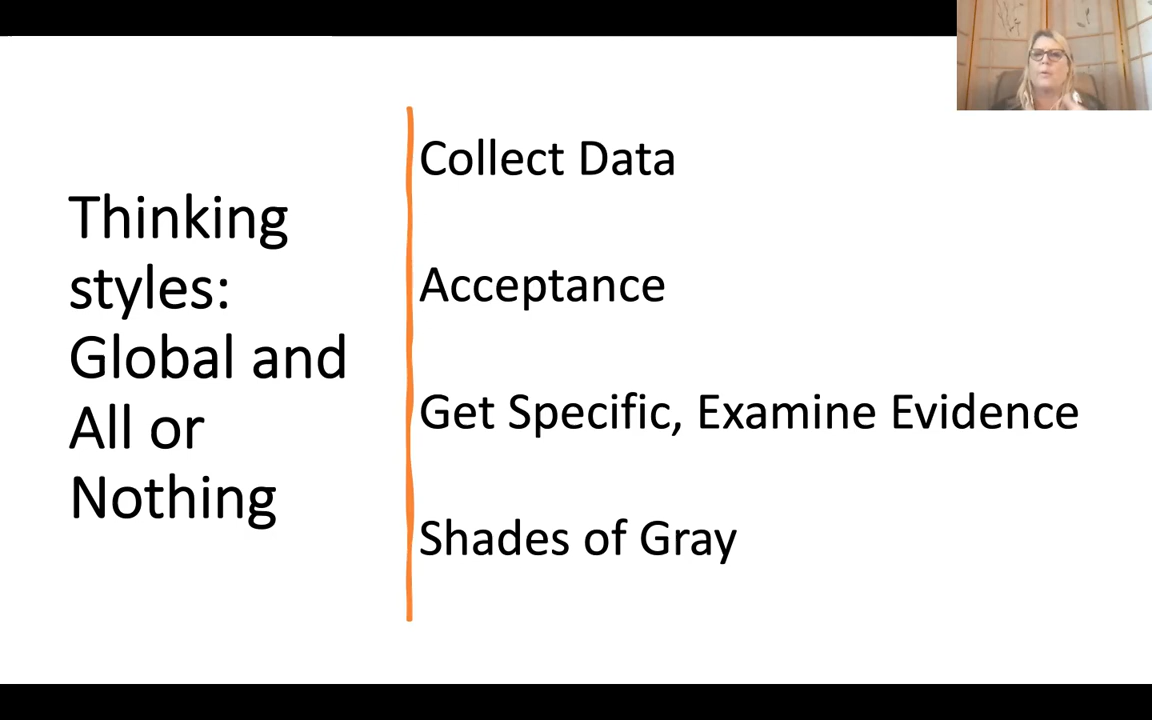 Thinking
styles:
Global and
All or
Nothing
Collect Data
Acceptance
Get Specific, Examine Evidence
Shades of Gray